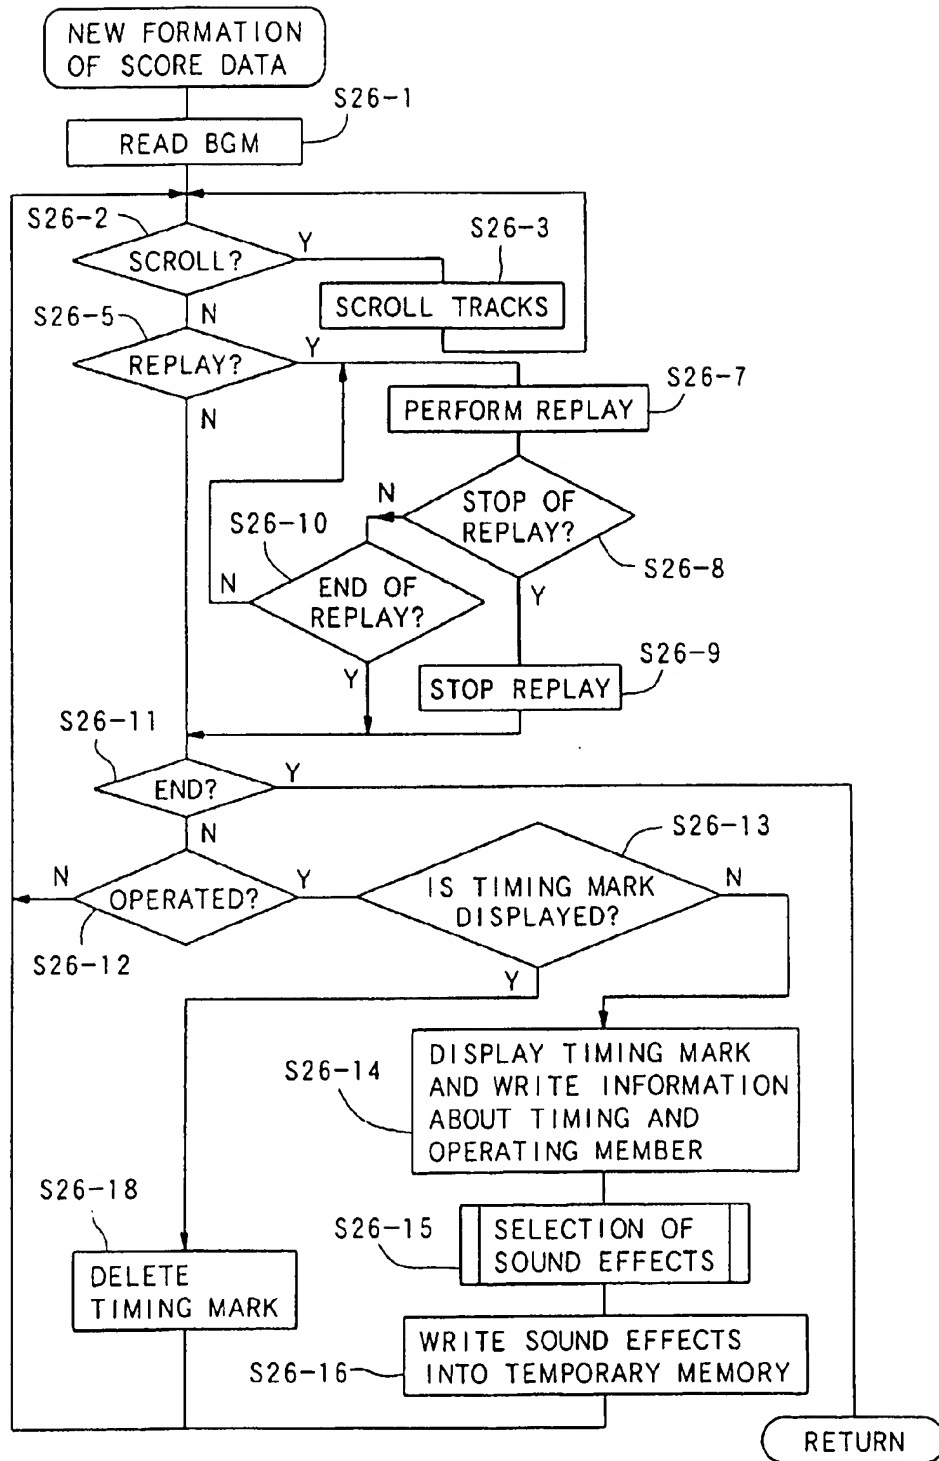 NEW FORMATION
OF SCORE DATA
S26-1
READ BGM
S26-2
SCROLL?
Y
N
S26-3
SCROLL TRACKS
S26-5
REPLAY?
Y
N
S26-7
PERFORM REPLAY
STOP OF
REPLAY?
N
Y
S26-8
S26-10
END OF
REPLAY?
N
Y
S26-9
STOP REPLAY
S26-11
END?
Y
N
OPERATED?
N
Y
S26-12
S26-13
IS TIMING MARK
DISPLAYED?
N
Y
S26-14
DISPLAY TIMING MARK
AND WRITE INFORMATION
ABOUT TIMING AND
OPERATING MEMBER
S26-15
SELECTION OF
SOUND EFFECTS
S26-18
DELETE
TIMING MARK
S26-16
WRITE SOUND EFFECTS
INTO TEMPORARY MEMORY
RETURN